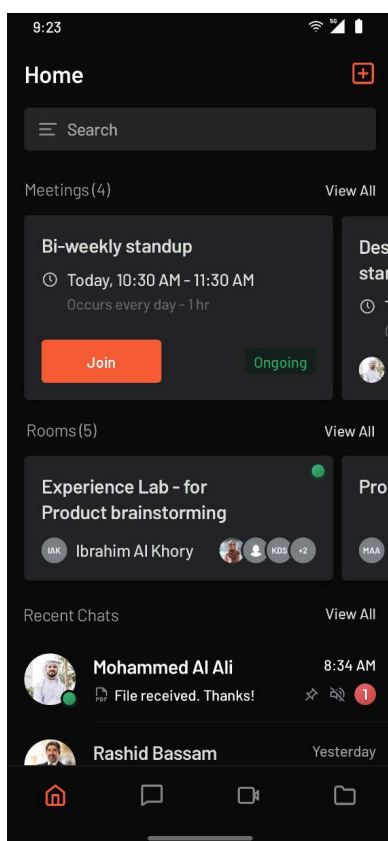 9:23
5G
Home
Search
Meetings (4) View All
Bi-weekly standup
Today, 10:30 AM - 11:30 AM
Occurs every day - 1 hr
Join Ongoing
Des
star
Rooms (5) View All
Experience Lab - for
Product brainstorming
IAK Ibrahim Al Khory KDS +2
Pro
MAA
Recent Chats View All
Mohammed Al Ali 8:34 AM
PDF File received. Thanks! 1
Rashid Bassam Yesterday